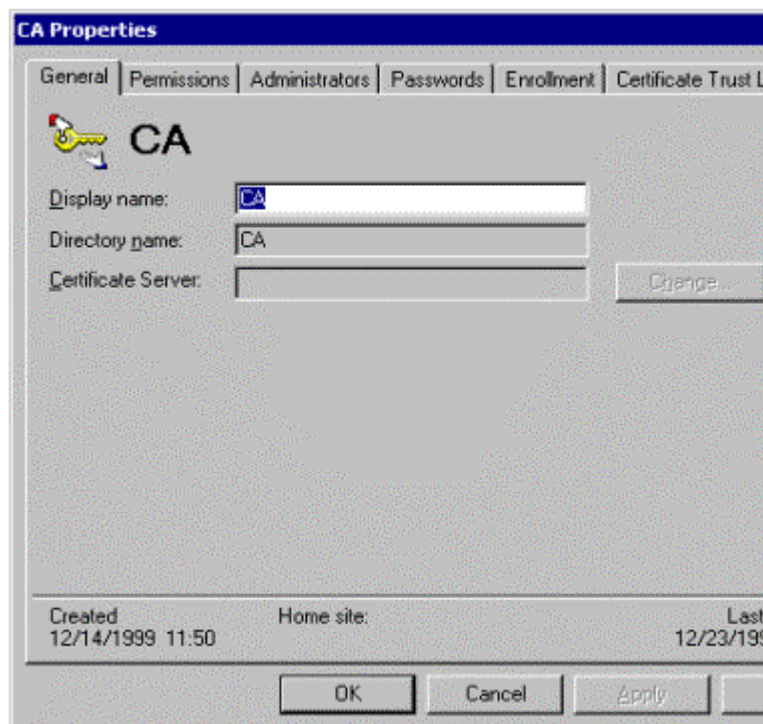 CA Properties
General Permissions Administrators Passwords Enrollment Certificate Trust L
CA
Display name: CA
Directory name: CA
Certificate Server: Change...
Created Home site: Last
12/14/1999 11:50 12/23/199
OK Cancel Apply